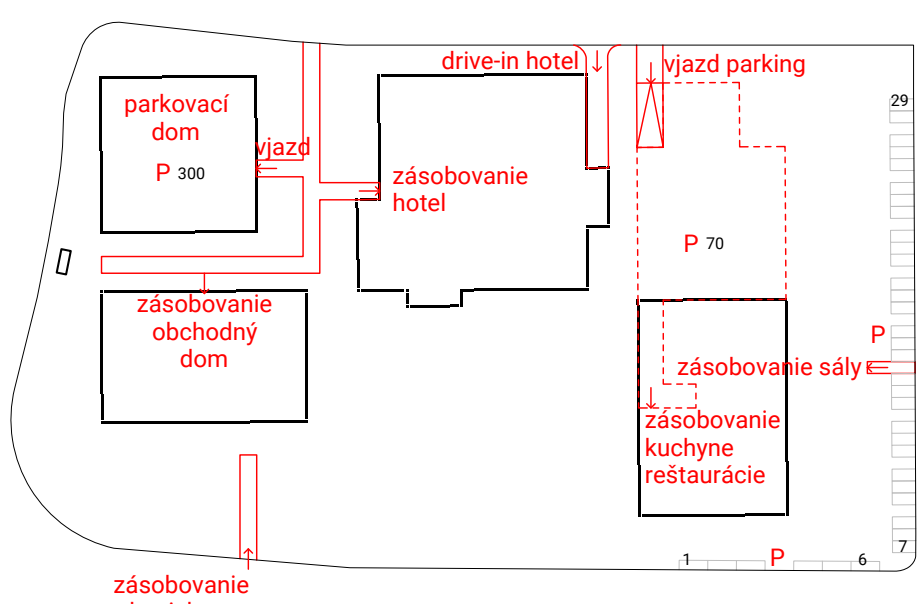 drive-in hotel
vjazd parking
parkovací
dom
P 300
vjazd
zásobovanie
hotel
29
P 70
zásobovanie
obchodný
dom
P
zásobovanie sály
zásobovanie
kuchyne
reštaurácie
7
1
P
6
zásobovanie